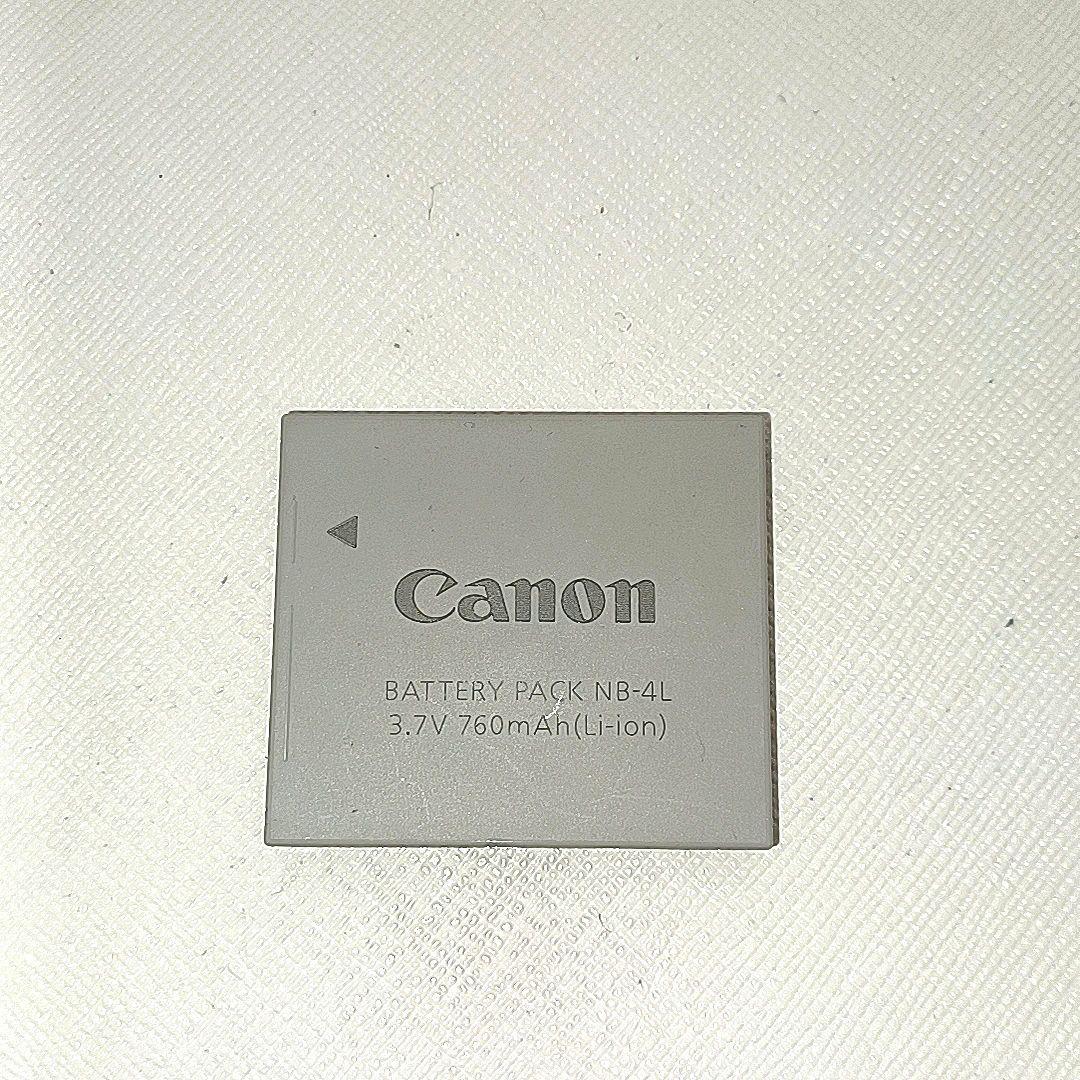 Canon
BATTERY PACK NB-4L
3.7V 760mAh(Li-ion)